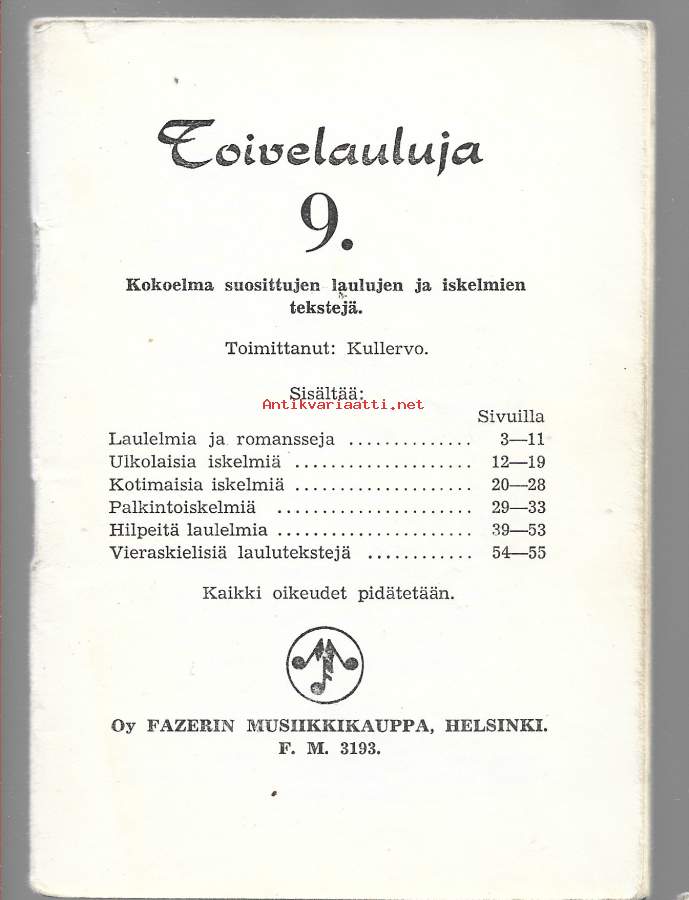 Toivelauluja
9.
Kokoelma suosittujen laulujen ja iskelmien
tekstejä.
Toimittanut: Kullervo.
Sisältää:
Antikvariaatti.net
Sivuilla
Laulelmia ja romansseja .............. 3—11
Ulkolaisia iskelmiä .................... 12—19
Kotimaisia iskelmiä .................... 20—28
Palkintoiskelmiä ...................... 29—33
Hilpeitä laulelmia ...................... 39—53
Vieraskielisiä laulutekstejä ............ 54—55
Kaikki oikeudet pidätetään.
MF
Oy FAZERIN MUSIIKKIKAUPPA, HELSINKI.
F. M. 3193.